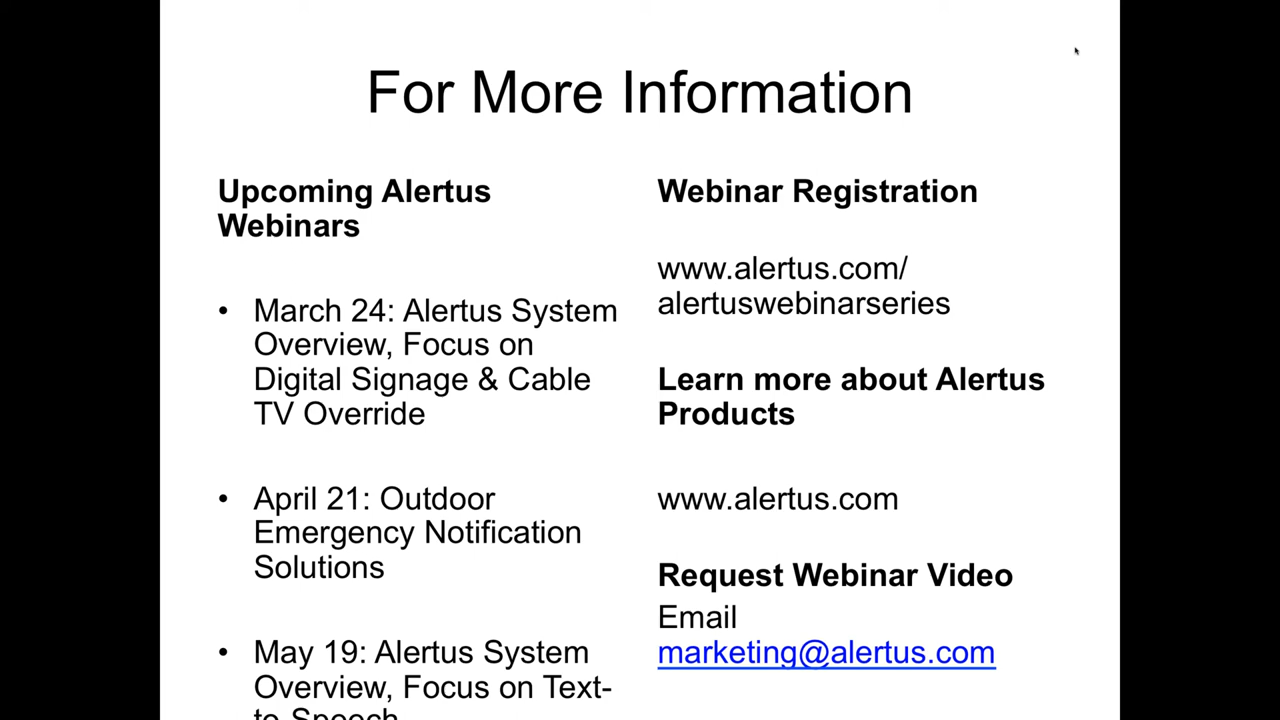 For More Information
Upcoming Alertus
Webinars
• March 24: Alertus System
Overview, Focus on
Digital Signage & Cable
TV Override
• April 21: Outdoor
Emergency Notification
Solutions
• May 19: Alertus System
Overview, Focus on Text-
to-Speech
Webinar Registration
www.alertus.com/
alertuswebinarseries
Learn more about Alertus
Products
www.alertus.com
Request Webinar Video
Email
marketing@alertus.com